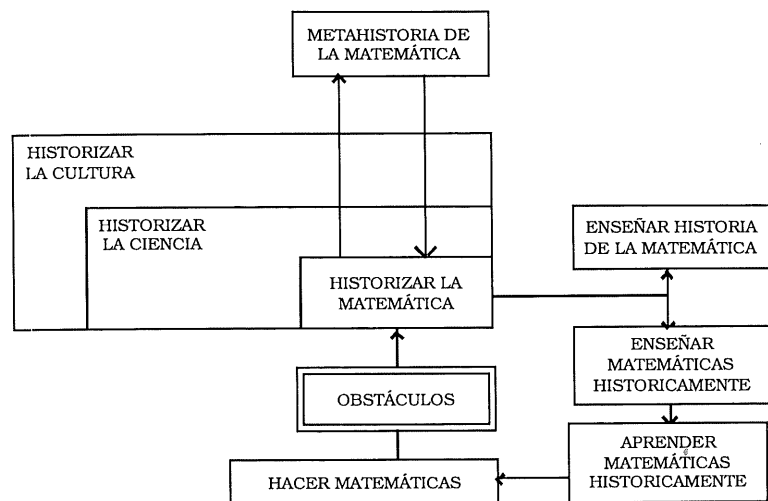 METAHISTORIA DE
LA MATEMÁTICA
HISTORIZAR
LA CULTURA
HISTORIZAR
LA CIENCIA
HISTORIZAR LA
MATEMÁTICA
ENSEÑAR HISTORIA
DE LA MATEMÁTICA
ENSEÑAR
MATEMÁTICAS
HISTORICAMENTE
OBSTÁCULOS
APRENDER
MATEMÁTICAS
HISTORICAMENTE
HACER MATEMÁTICAS